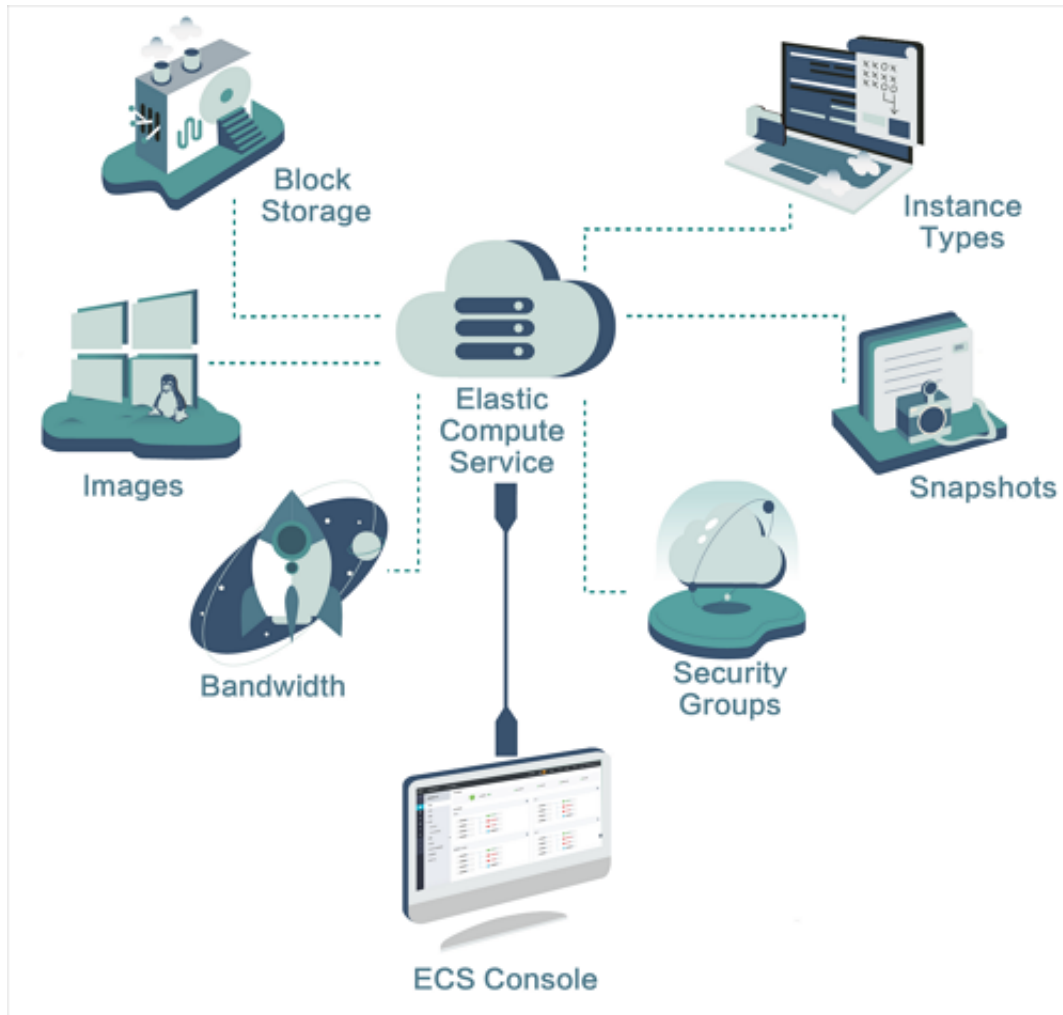 Block
Storage
Instance
Types
Elastic
Compute
Service
Images
Snapshots
Bandwidth
Security
Groups
ECS Console